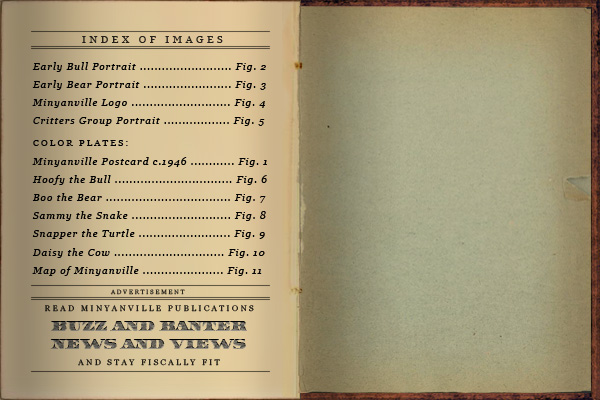 INDEX OF IMAGES
Early Bull Portrait ........................ Fig. 2
Early Bear Portrait ........................ Fig. 3
Minyanville Logo ........................... Fig. 4
Critters Group Portrait .................. Fig. 5
COLOR PLATES:
Minyanville Postcard c.1946 ........... Fig. 1
Hoofy the Bull .............................. Fig. 6
Boo the Bear ................................ Fig. 7
Sammy the Snake ......................... Fig. 8
Snapper the Turtle ........................ Fig. 9
Daisy the Cow ............................. Fig. 10
Map of Minyanville ...................... Fig. 11
ADVERTISEMENT
READ MINYANVILLE PUBLICATIONS
BUZZ AND BANTER
NEWS AND VIEWS
AND STAY FISCALLY FIT